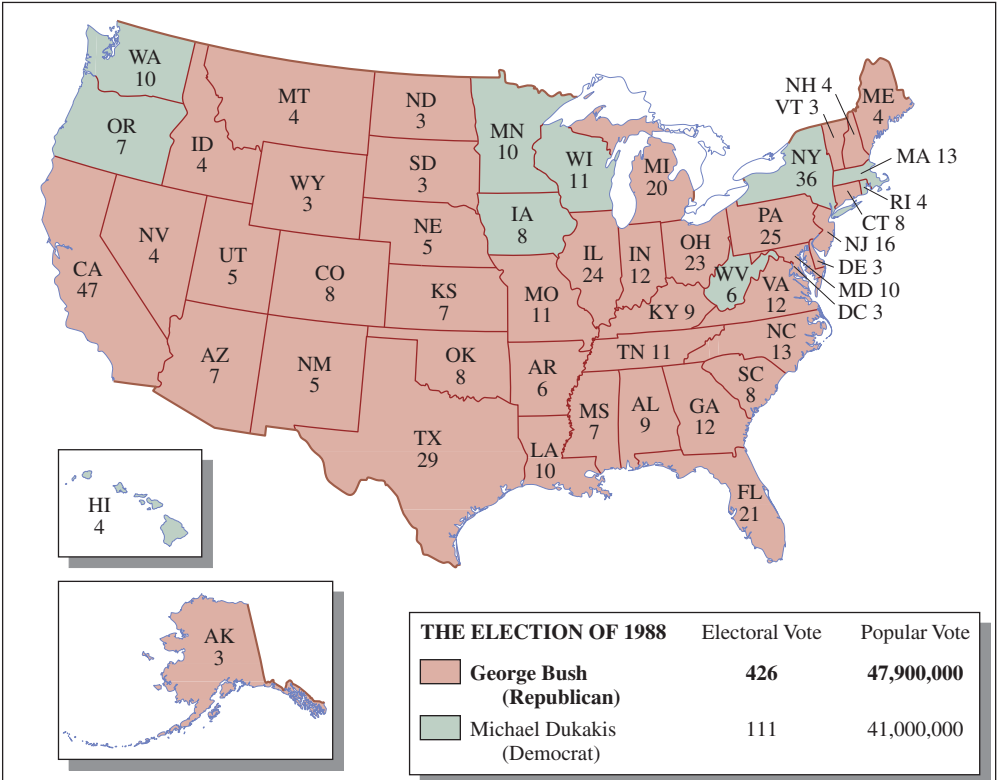 WA
10
OR
7
ID
4
MT
4
ND
3
MN
10
WI
11
MI
20
NH 4
VT 3
ME
4
NY
36
MA 13
RI 4
CT 8
NJ 16
DE 3
MD 10
DC 3
SD
3
WY
3
NE
5
IA
8
NV
4
UT
5
CO
8
CA
47
KS
7
MO
11
IL
24
IN
12
OH
23
PA
25
WV
6
VA
12
KY 9
NC
13
TN 11
SC
8
AZ
7
NM
5
OK
8
AR
6
MS
7
AL
9
GA
12
TX
29
LA
10
FL
21
HI
4
AK
3
THE ELECTION OF 1988 Electoral Vote Popular Vote
George Bush 426 47,900,000
(Republican)
Michael Dukakis 111 41,000,000
(Democrat)